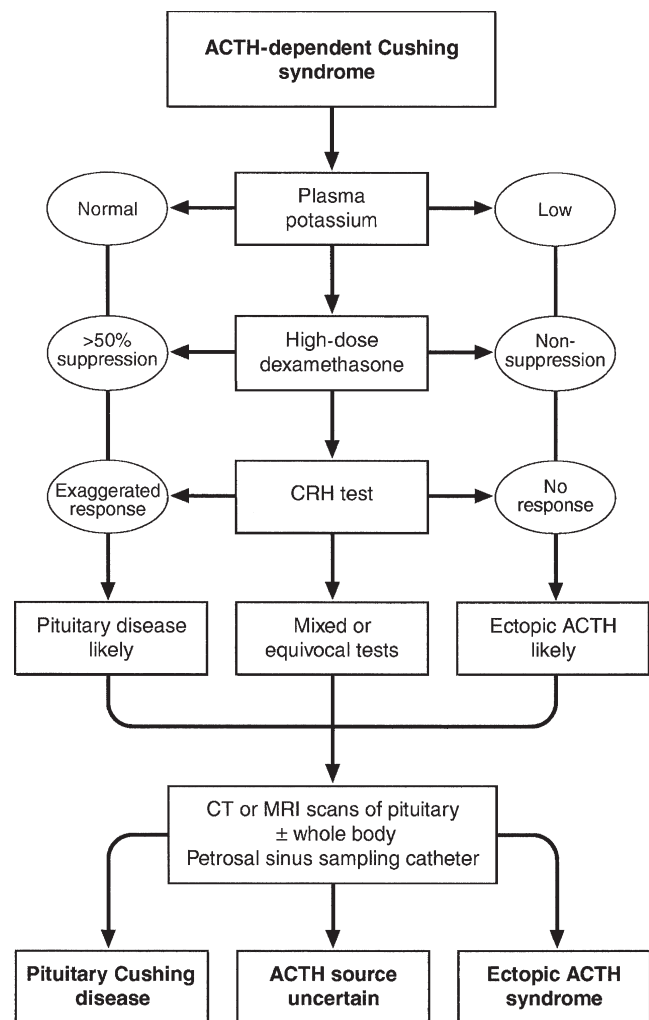 ACTH-dependent Cushing
syndrome
Normal
Plasma
potassium
Low
>50%
suppression
High-dose
dexamethasone
Non-
suppression
Exaggerated
response
CRH test
No
response
Pituitary disease
likely
Mixed or
equivocal tests
Ectopic ACTH
likely
CT or MRI scans of pituitary
± whole body
Petrosal sinus sampling catheter
Pituitary Cushing
disease
ACTH source
uncertain
Ectopic ACTH
syndrome